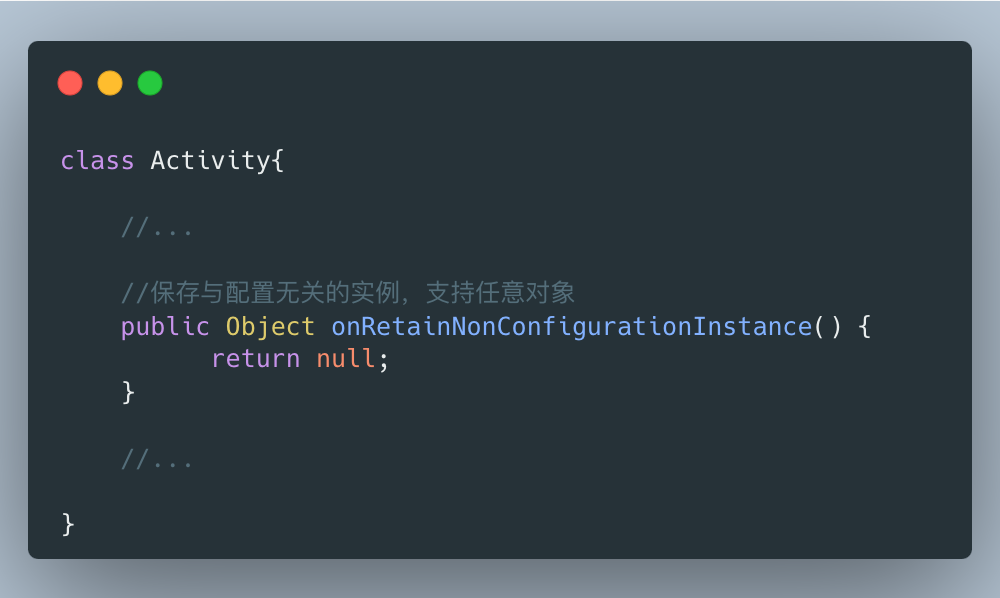 class Activity{
//...
//保存与配置无关的实例，支持任意对象
public Object onRetainNonConfigurationInstance() {
return null;
}
//...
}